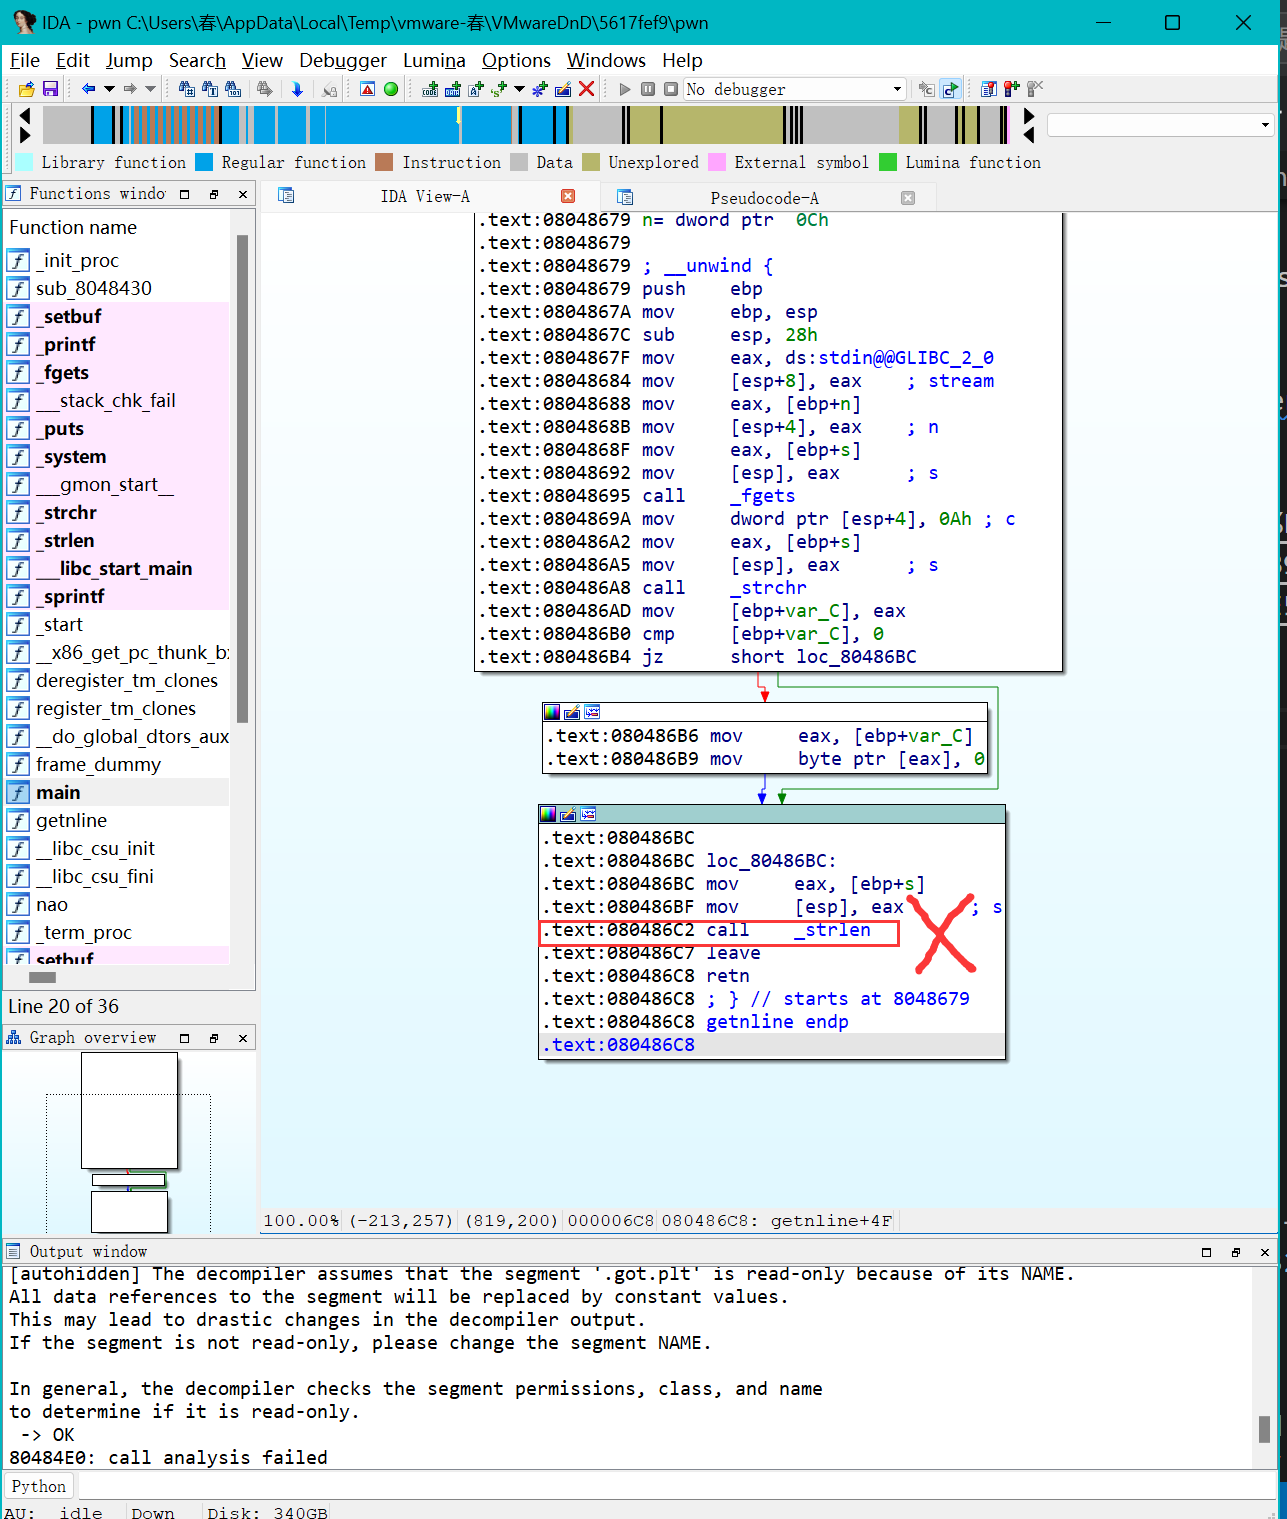 IDA - pwn C:\Users\春\AppData\Local\Temp\vmware-春\VMwareDnD\5617fef9\pwn
File Edit Jump Search View Debugger Lumina Options Windows Help
No debugger
Library function Regular function Instruction Data Unexplored External symbol Lumina function
Functions windo
IDA View-A
Pseudocode-A
Function name
_init_proc
sub_8048430
_setbuf
_printf
_fgets
___stack_chk_fail
_puts
_system
___gmon_start__
_strchr
_strlen
___libc_start_main
_sprintf
_start
__x86_get_pc_thunk_bx
deregister_tm_clones
register_tm_clones
__do_global_dtors_aux
frame_dummy
main
getnline
__libc_csu_init
__libc_csu_fini
nao
_term_proc
setbuf
Line 20 of 36
Graph overview
.text:08048679 n= dword ptr  0Ch
.text:08048679
.text:08048679 ; __unwind {
.text:08048679 push ebp
.text:0804867A mov ebp, esp
.text:0804867C sub esp, 28h
.text:0804867F mov eax, ds:stdin@@GLIBC_2_0
.text:08048684 mov [esp+8], eax ; stream
.text:08048688 mov eax, [ebp+n]
.text:0804868B mov [esp+4], eax ; n
.text:0804868F mov eax, [ebp+s]
.text:08048692 mov [esp], eax ; s
.text:08048695 call _fgets
.text:0804869A mov dword ptr [esp+4], 0Ah ; c
.text:080486A2 mov eax, [ebp+s]
.text:080486A5 mov [esp], eax ; s
.text:080486A8 call _strchr
.text:080486AD mov [ebp+var_C], eax
.text:080486B0 cmp [ebp+var_C], 0
.text:080486B4 jz short loc_80486BC
.text:080486B6 mov eax, [ebp+var_C]
.text:080486B9 mov byte ptr [eax], 0
.text:080486BC
.text:080486BC loc_80486BC:
.text:080486BC mov eax, [ebp+s]
.text:080486BF mov [esp], eax ; s
.text:080486C2 call _strlen
.text:080486C7 leave
.text:080486C8 retn
.text:080486C8 ; } // starts at 8048679
.text:080486C8 getnline endp
.text:080486C8
100.00% (-213,257) (819,200) 000006C8 080486C8: getnline+4F
Output window
[autohidden] The decompiler assumes that the segment '.got.plt' is read-only because of its NAME.
All data references to the segment will be replaced by constant values.
This may lead to drastic changes in the decompiler output.
If the segment is not read-only, please change the segment NAME.
In general, the decompiler checks the segment permissions, class, and name
to determine if it is read-only.
-> OK
80484E0: call analysis failed
Python
AU: idle Down Disk: 340GB